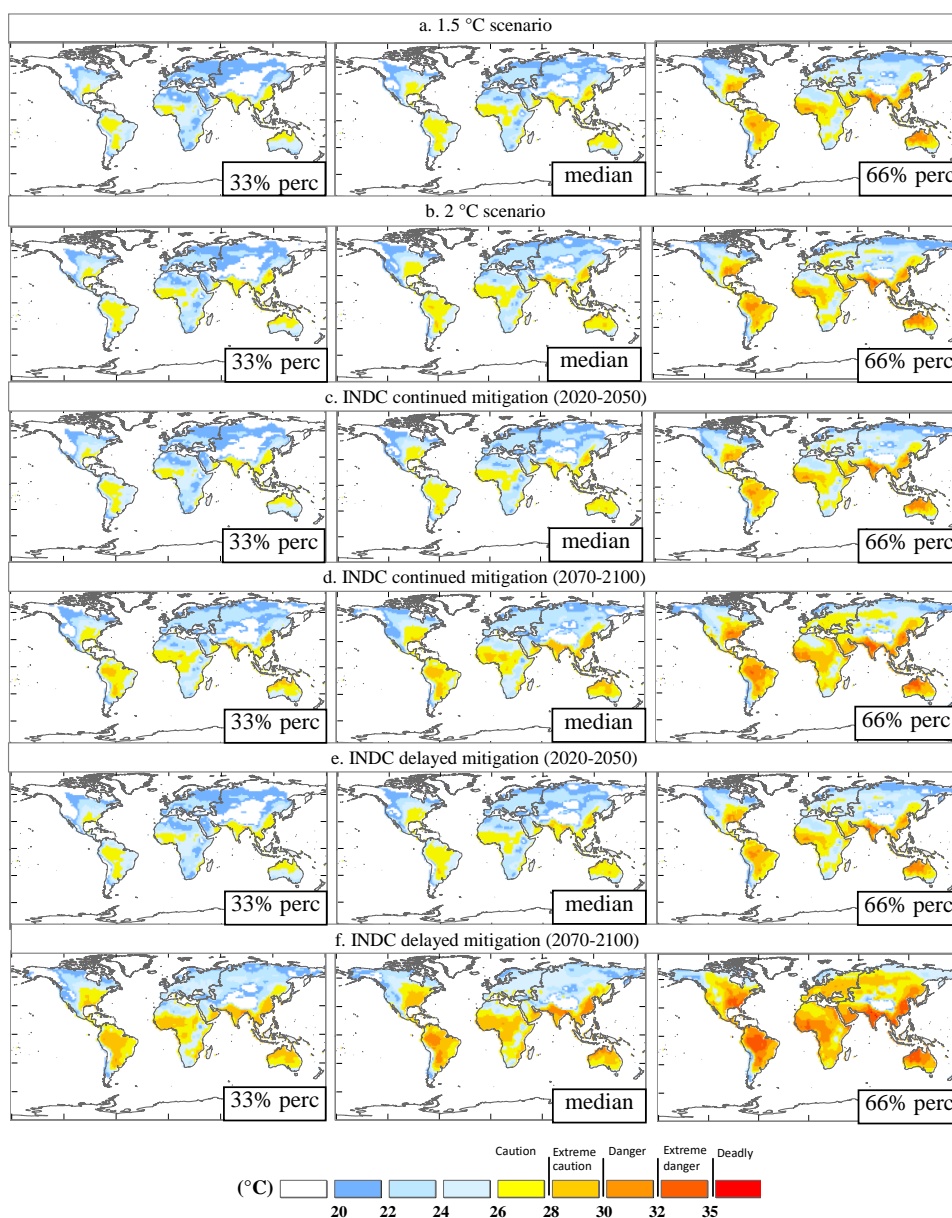 a. 1.5 °C scenario
33% perc
median
66% perc
b. 2 °C scenario
33% perc
median
66% perc
c. INDC continued mitigation (2020-2050)
33% perc
median
66% perc
d. INDC continued mitigation (2070-2100)
33% perc
median
66% perc
e. INDC delayed mitigation (2020-2050)
33% perc
median
66% perc
f. INDC delayed mitigation (2070-2100)
33% perc
median
66% perc
Caution Extreme caution Danger Extreme danger Deadly
(°C)
20 22 24 26 28 30 32 35